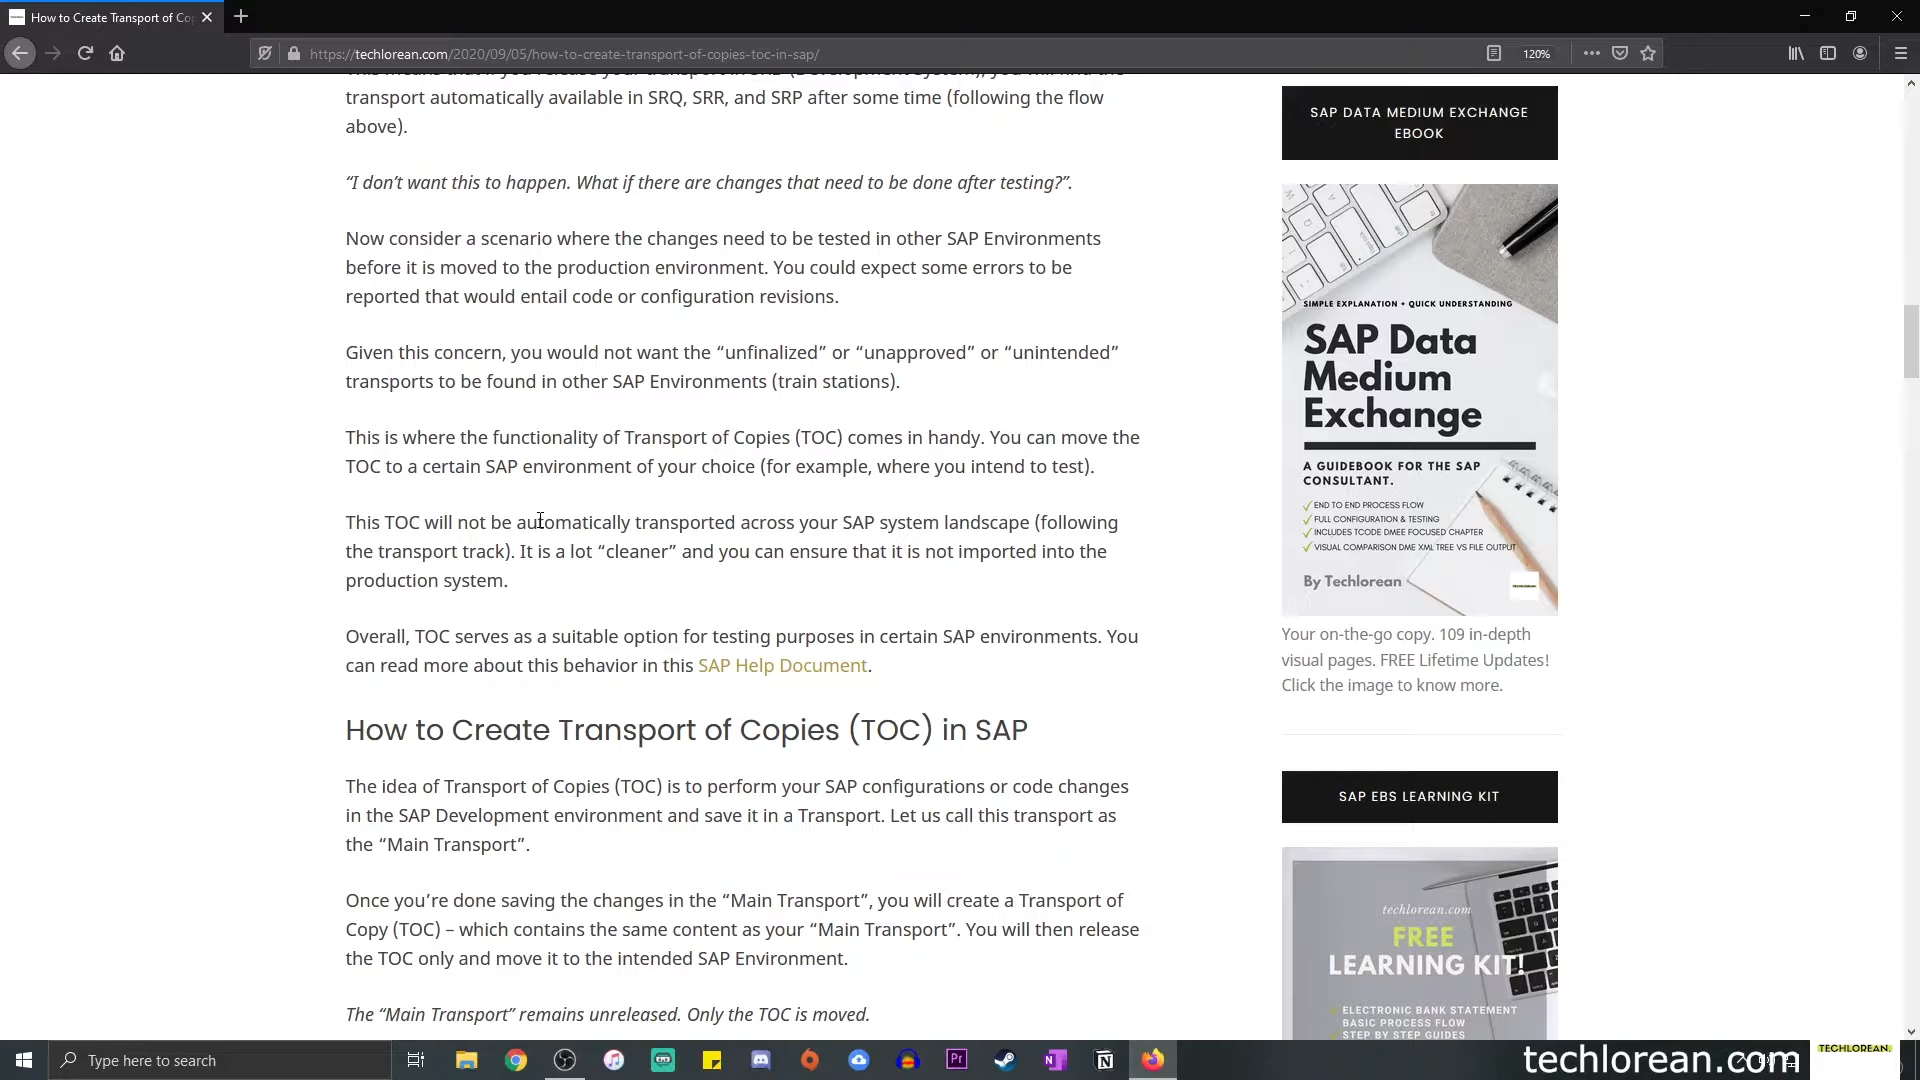 How to Create Transport of Co
https://techlorean.com/2020/09/05/how-to-create-transport-of-copies-toc-in-sap/
120%
transport automatically available in SRQ, SRR, and SRP after some time (following the flow
above).
“I don’t want this to happen. What if there are changes that need to be done after testing?”.
Now consider a scenario where the changes need to be tested in other SAP Environments
before it is moved to the production environment. You could expect some errors to be
reported that would entail code or configuration revisions.
Given this concern, you would not want the “unfinalized” or “unapproved” or “unintended”
transports to be found in other SAP Environments (train stations).
This is where the functionality of Transport of Copies (TOC) comes in handy. You can move the
TOC to a certain SAP environment of your choice (for example, where you intend to test).
This TOC will not be automatically transported across your SAP system landscape (following
the transport track). It is a lot “cleaner” and you can ensure that it is not imported into the
production system.
Overall, TOC serves as a suitable option for testing purposes in certain SAP environments. You
can read more about this behavior in this SAP Help Document.
How to Create Transport of Copies (TOC) in SAP
The idea of Transport of Copies (TOC) is to perform your SAP configurations or code changes
in the SAP Development environment and save it in a Transport. Let us call this transport as
the “Main Transport”.
Once you’re done saving the changes in the “Main Transport”, you will create a Transport of
Copy (TOC) – which contains the same content as your “Main Transport”. You will then release
the TOC only and move it to the intended SAP Environment.
The “Main Transport” remains unreleased. Only the TOC is moved.
SAP DATA MEDIUM EXCHANGE
EBOOK
SIMPLE EXPLANATION + QUICK UNDERSTANDING
SAP Data
Medium
Exchange
A GUIDEBOOK FOR THE SAP
CONSULTANT.
END TO END PROCESS FLOW
FULL CONFIGURATION & TESTING
INCLUDES TCODE DMEE FOCUSED CHAPTER
VISUAL COMPARISON DME XML TREE VS FILE OUTPUT
By Techlorean
Your on-the-go copy. 109 in-depth
visual pages. FREE Lifetime Updates!
Click the image to know more.
SAP EBS LEARNING KIT
techlorean.com
FREE
LEARNING KIT!
ELECTRONIC BANK STATEMENT
BASIC PROCESS FLOW
STEP BY STEP GUIDES
Type here to search
Pr
techlorean.com
TECHLOREAN.